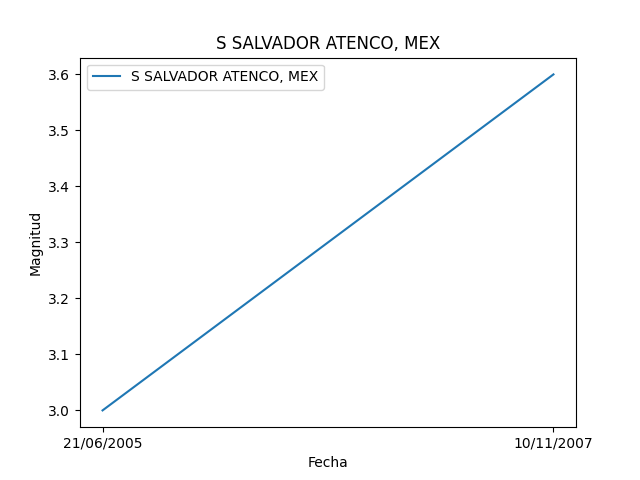 S SALVADOR ATENCO, MEX
S SALVADOR ATENCO, MEX
3.6
3.5
3.4
3.3
3.2
3.1
3.0
Magnitud
21/06/2005 10/11/2007
Fecha